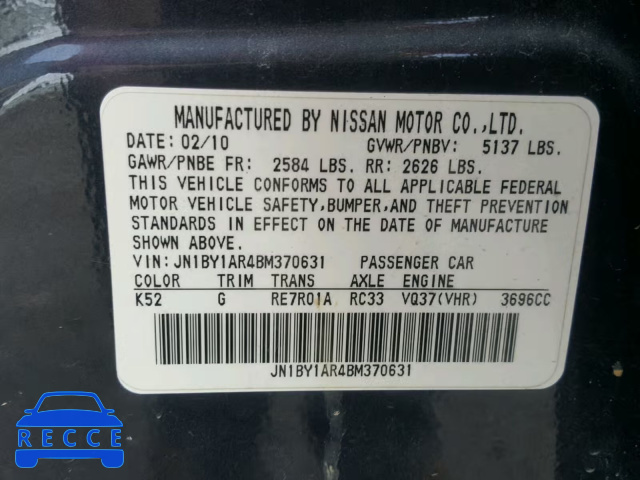 MANUFACTURED BY NISSAN MOTOR CO.,LTD.
DATE: 02/10 GVWR/PNBV: 5137 LBS.
GAWR/PNBE FR: 2584 LBS. RR: 2626 LBS.
THIS VEHICLE CONFORMS TO ALL APPLICABLE FEDERAL
MOTOR VEHICLE SAFETY,BUMPER,AND THEFT PREVENTION
STANDARDS IN EFFECT ON THE DATE OF MANUFACTURE
SHOWN ABOVE.
VIN:JN1BY1AR4BM370631 PASSENGER CAR
COLOR TRIM TRANS AXLE ENGINE
K52 G RE7R01A RC33 VQ37(VHR) 3696CC
JN1BY1AR4BM370631
RECCE